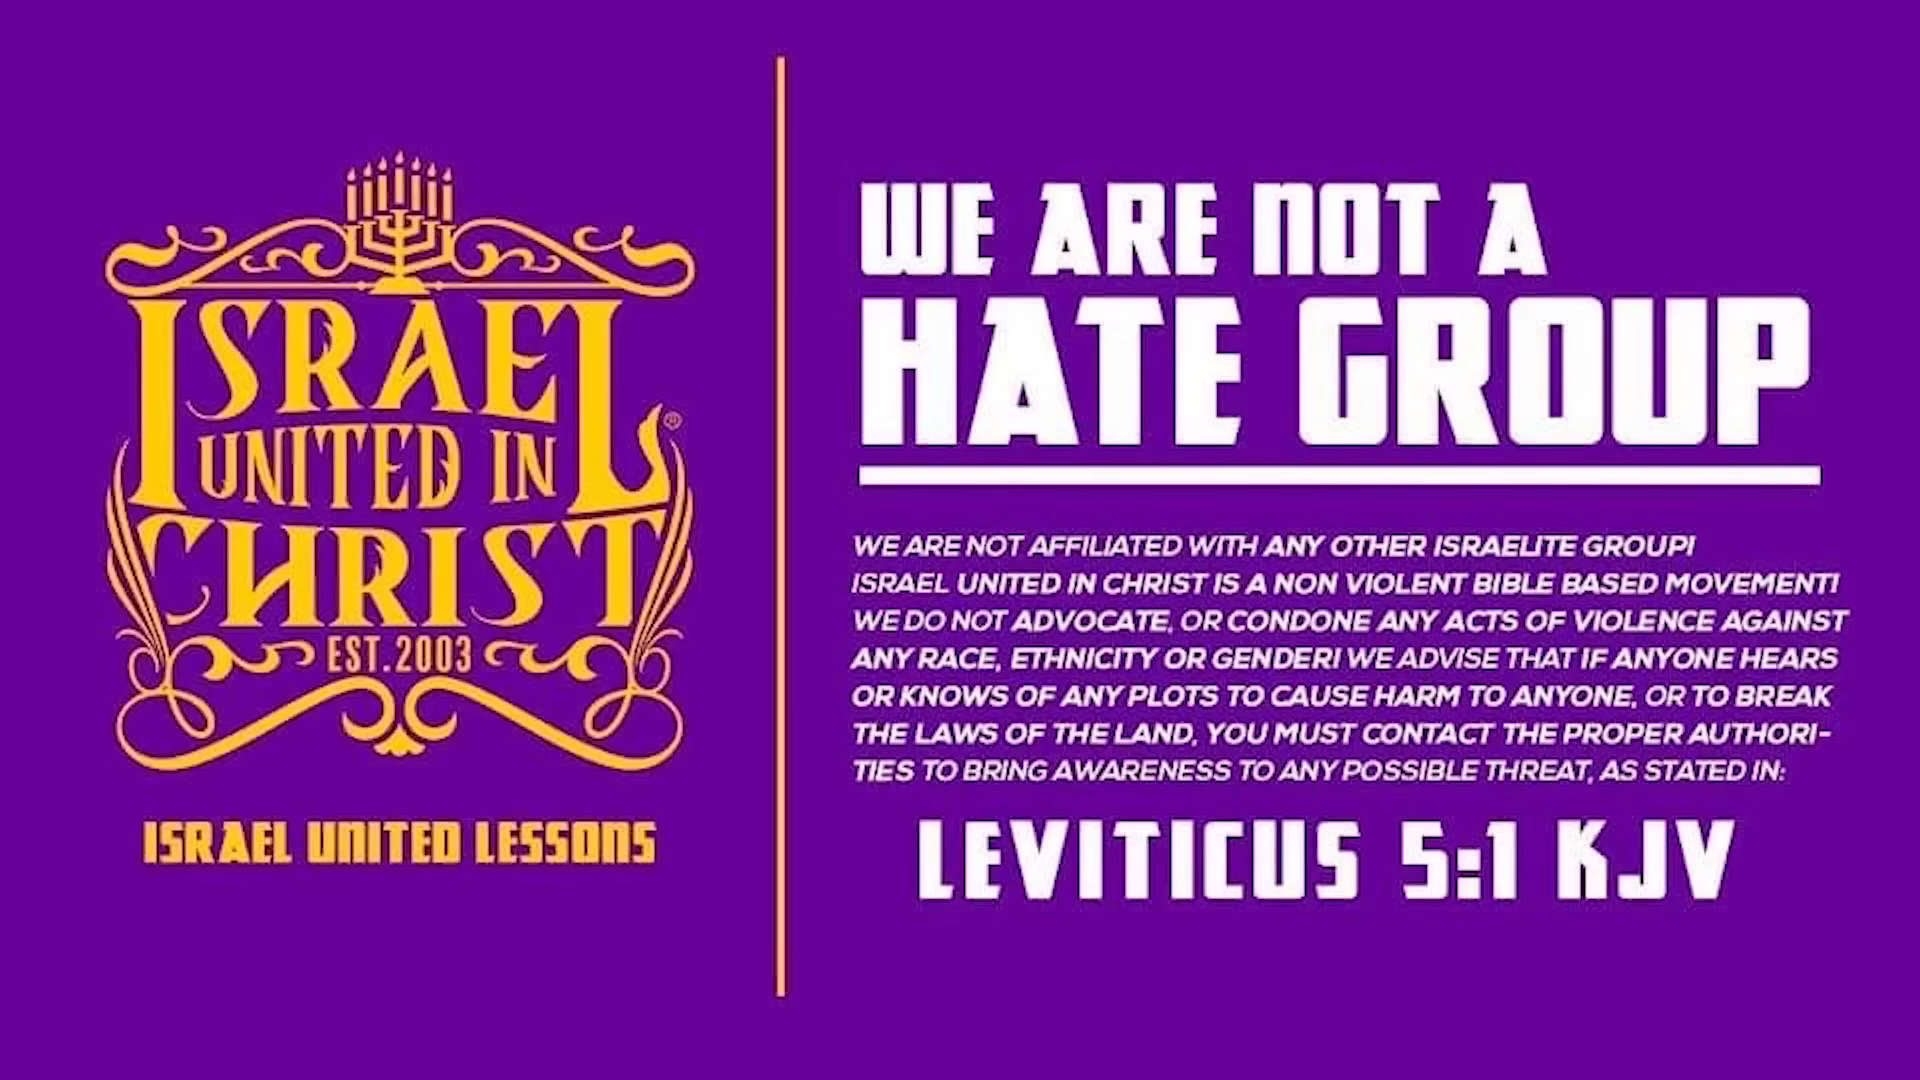 ISRAEL
UNITED IN
CHRIST®
EST.2003
ISRAEL UNITED LESSONS
WE ARE NOT A
HATE GROUP
WE ARE NOT AFFILIATED WITH ANY OTHER ISRAELITE GROUP!
ISRAEL UNITED IN CHRIST IS A NON VIOLENT BIBLE BASED MOVEMENT!
WE DO NOT ADVOCATE, OR CONDONE ANY ACTS OF VIOLENCE AGAINST
ANY RACE, ETHNICITY OR GENDER! WE ADVISE THAT IF ANYONE HEARS
OR KNOWS OF ANY PLOTS TO CAUSE HARM TO ANYONE, OR TO BREAK
THE LAWS OF THE LAND, YOU MUST CONTACT THE PROPER AUTHORI-
TIES TO BRING AWARENESS TO ANY POSSIBLE THREAT, AS STATED IN:
LEVITICUS 5:1 KJV